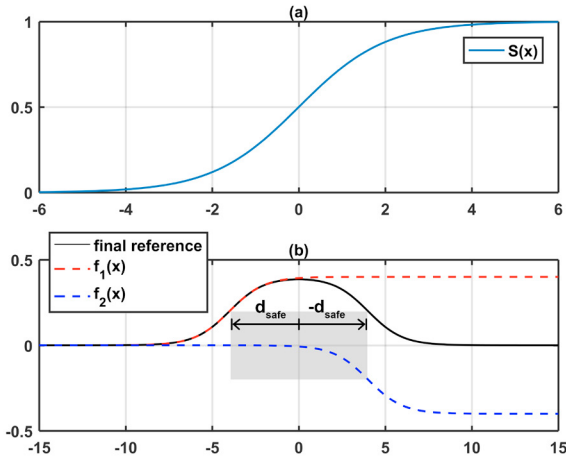 (a)
1
0.5
0
S(x)
-6 -4 -2 0 2 4 6
(b)
final reference
f1(x)
f2(x)
0.5
0
-0.5
dsafe -dsafe
-15 -10 -5 0 5 10 15